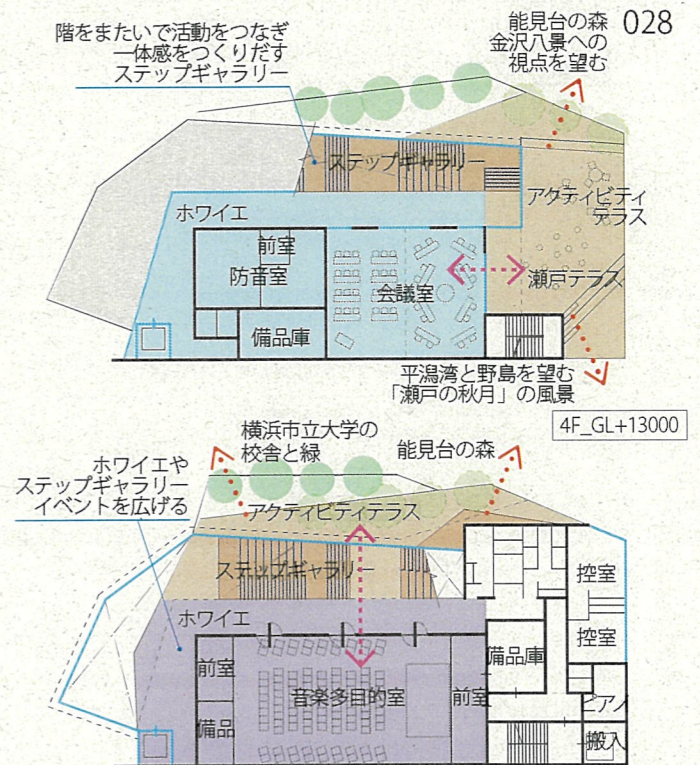 階をまたいで活動をつなぎ
一体感をつくりだす
ステップギャラリー
能見台の森
金沢八景への
視点を望む
028
ステップギャラリー
アクティビティ
テラス
ホワイエ
前室
防音室
会議室
瀬戸テラス
備品庫
平潟湾と野島を望む
「瀬戸の秋月」の風景
4F_GL+13000
横浜市立大学の
校舎と緑
能見台の森
ホワイエや
ステップギャラリー
イベントを広げる
アクティビティテラス
ステップギャラリー
控室
ホワイエ
控室
前室
備品庫
音楽多目的室
前室
ピアノ
備品
搬入